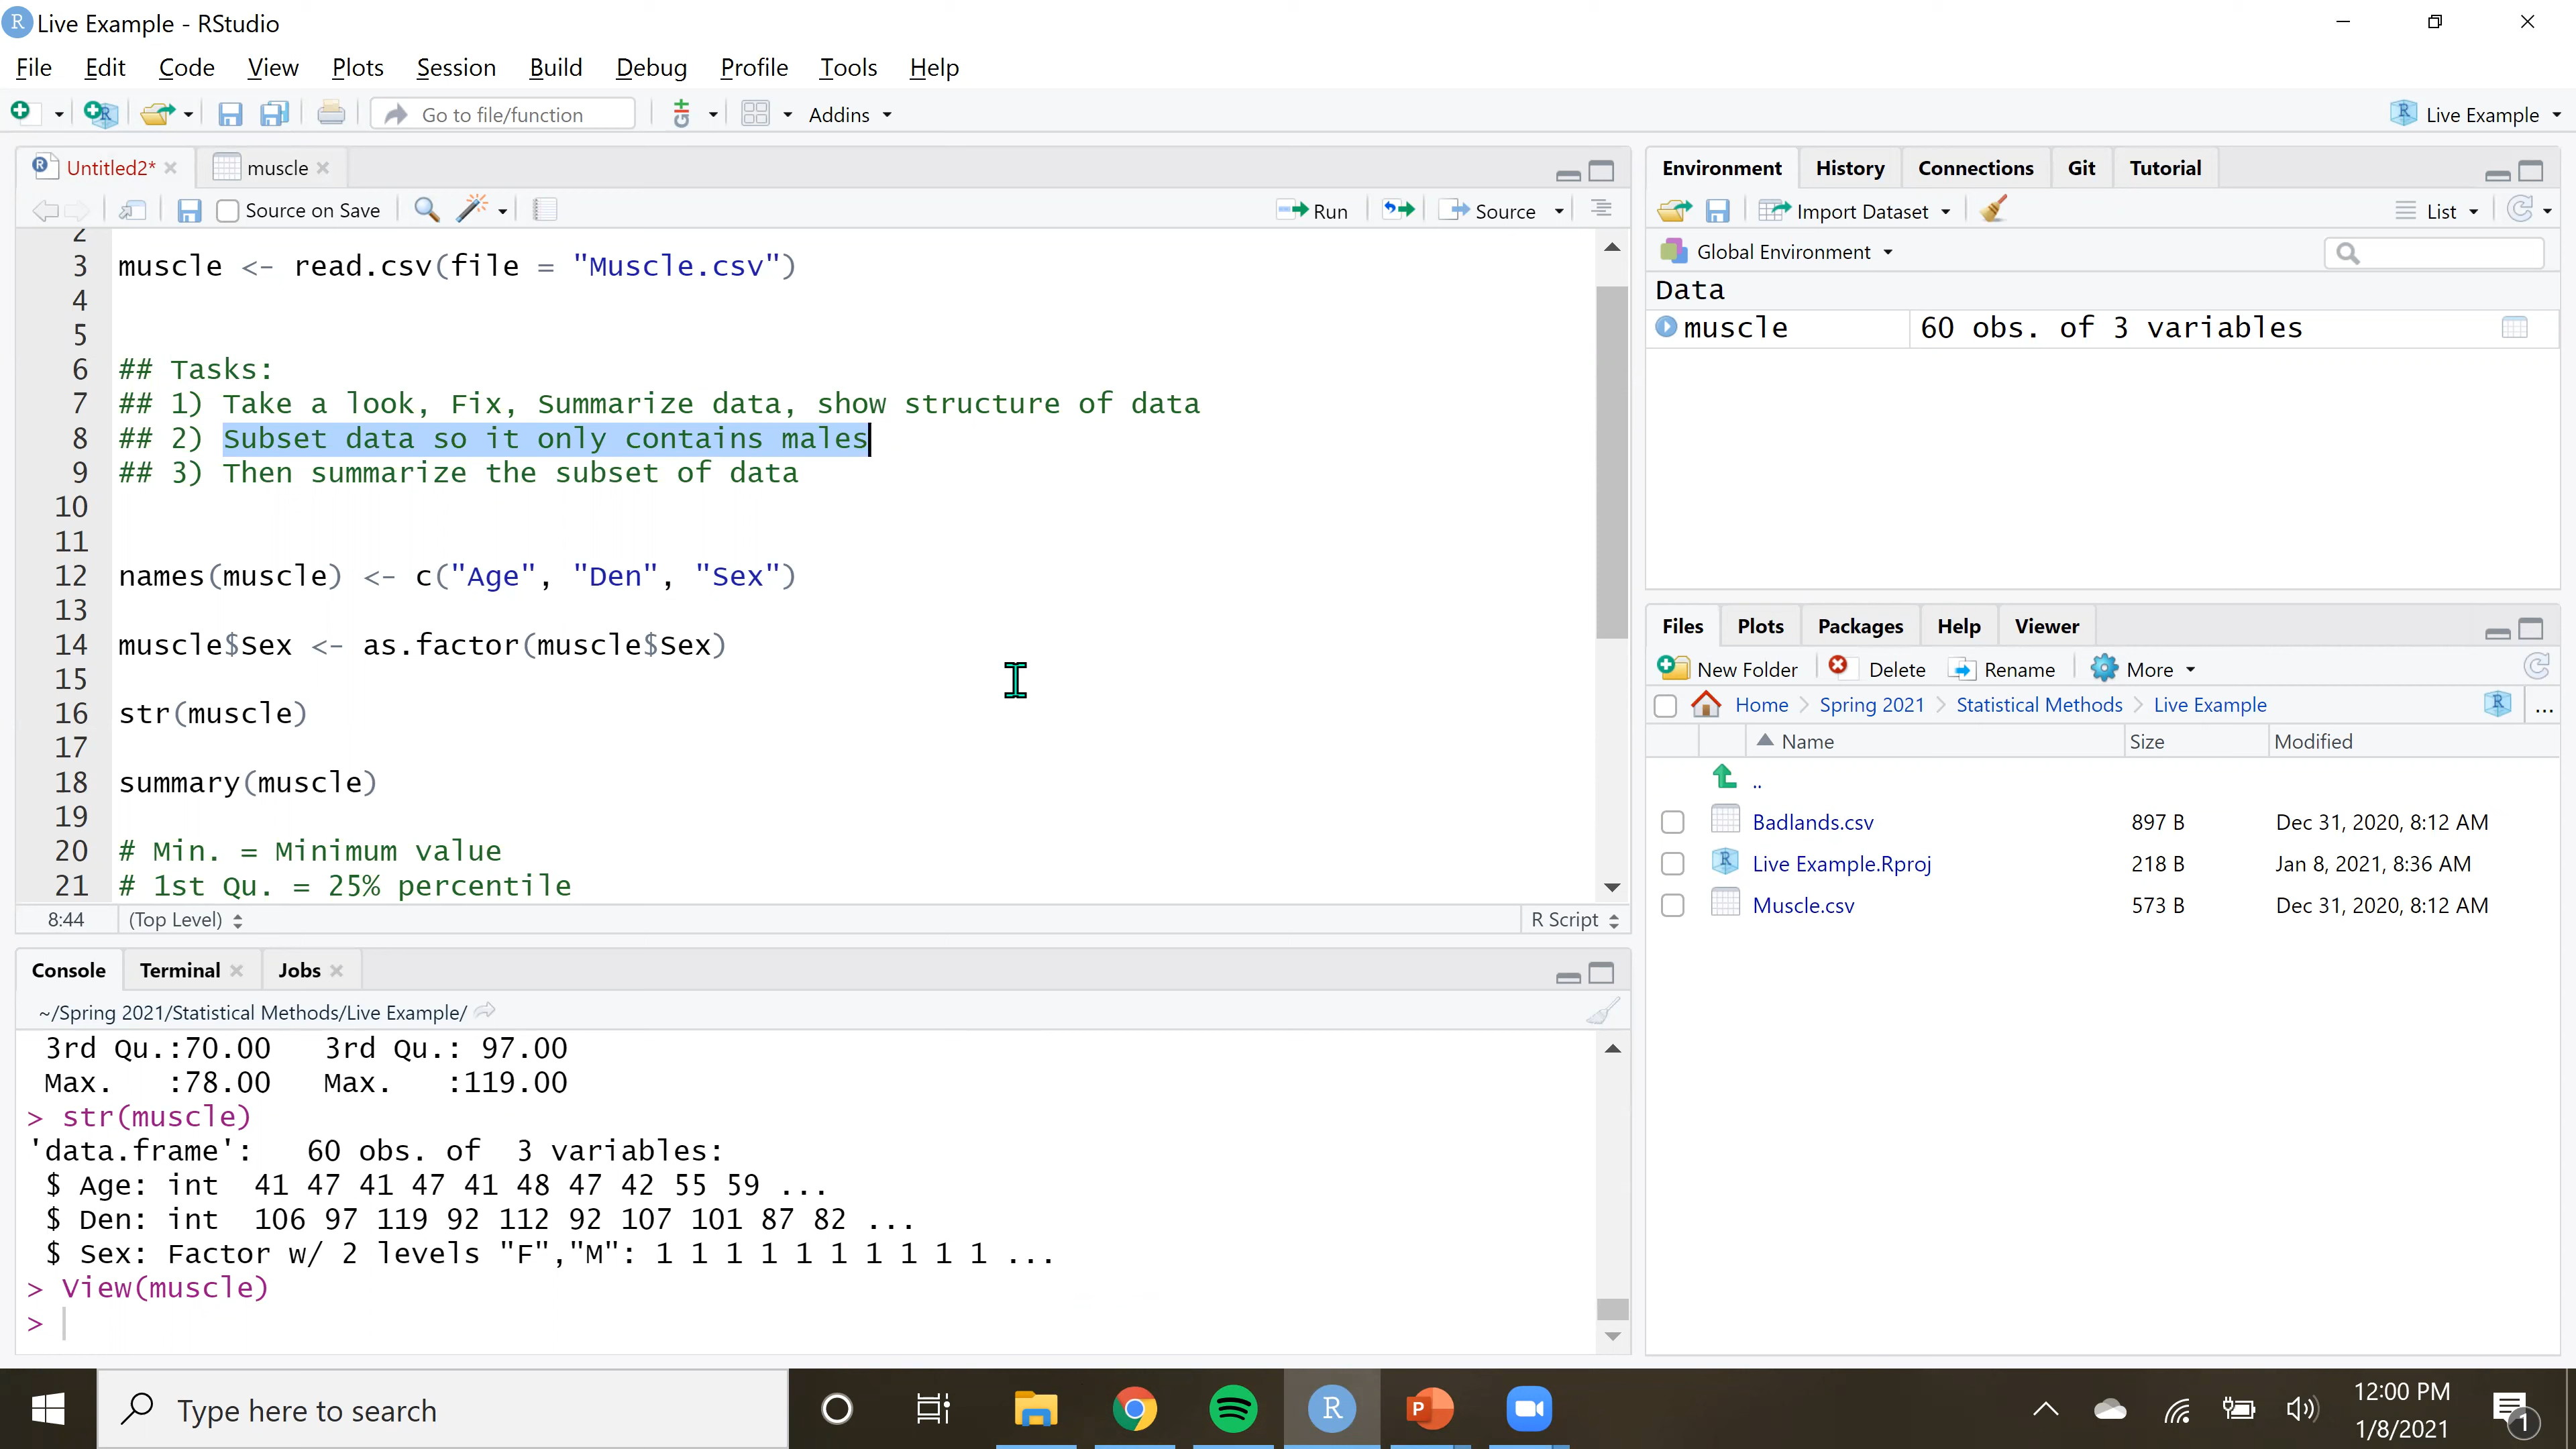 R Live Example - RStudio
File Edit Code View Plots Session Build Debug Profile Tools Help
Go to file/function Addins Live Example
Untitled2* muscle
Source on Save Run Source
2
3 muscle <- read.csv(file = "Muscle.csv")
4
5
6 ## Tasks:
7 ## 1) Take a look, Fix, Summarize data, show structure of data
8 ## 2) Subset data so it only contains males
9 ## 3) Then summarize the subset of data
10
11
12 names(muscle) <- c("Age", "Den", "Sex")
13
14 muscle$Sex <- as.factor(muscle$Sex)
15
16 str(muscle)
17
18 summary(muscle)
19
20 # Min. = Minimum value
21 # 1st Qu. = 25% percentile
8:44 (Top Level) R Script
Console Terminal Jobs
~/Spring 2021/Statistical Methods/Live Example/
3rd Qu.:70.00 3rd Qu.: 97.00
Max. :78.00 Max. :119.00
> str(muscle)
'data.frame': 60 obs. of 3 variables:
$ Age: int 41 47 41 47 41 48 47 42 55 59 ...
$ Den: int 106 97 119 92 112 92 107 101 87 82 ...
$ Sex: Factor w/ 2 levels "F","M": 1 1 1 1 1 1 1 1 1 1 ...
> View(muscle)
>
Environment History Connections Git Tutorial
Import Dataset List
Global Environment
Data
muscle 60 obs. of 3 variables
Files Plots Packages Help Viewer
New Folder Delete Rename More
Home Spring 2021 Statistical Methods Live Example ...
Name Size Modified
..
Badlands.csv 897 B Dec 31, 2020, 8:12 AM
Live Example.Rproj 218 B Jan 8, 2021, 8:36 AM
Muscle.csv 573 B Dec 31, 2020, 8:12 AM
Type here to search
R
P
12:00 PM
1/8/2021
1